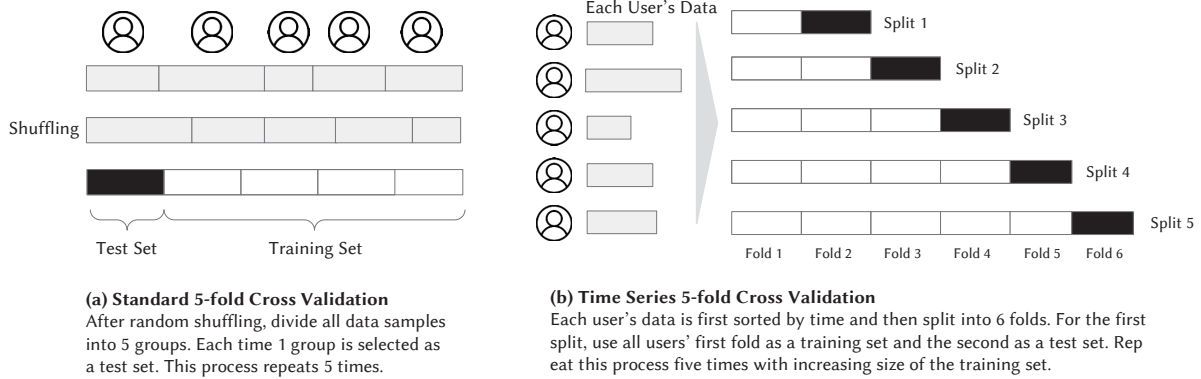 Shuffling
Test Set
Training Set
(a) Standard 5-fold Cross Validation
After random shuffling, divide all data samples
into 5 groups. Each time 1 group is selected as
a test set. This process repeats 5 times.
Each User's Data
Split 1
Split 2
Split 3
Split 4
Split 5
Fold 1
Fold 2
Fold 3
Fold 4
Fold 5
Fold 6
(b) Time Series 5-fold Cross Validation
Each user's data is first sorted by time and then split into 6 folds. For the first
split, use all users' first fold as a training set and the second as a test set. Rep
eat this process five times with increasing size of the training set.